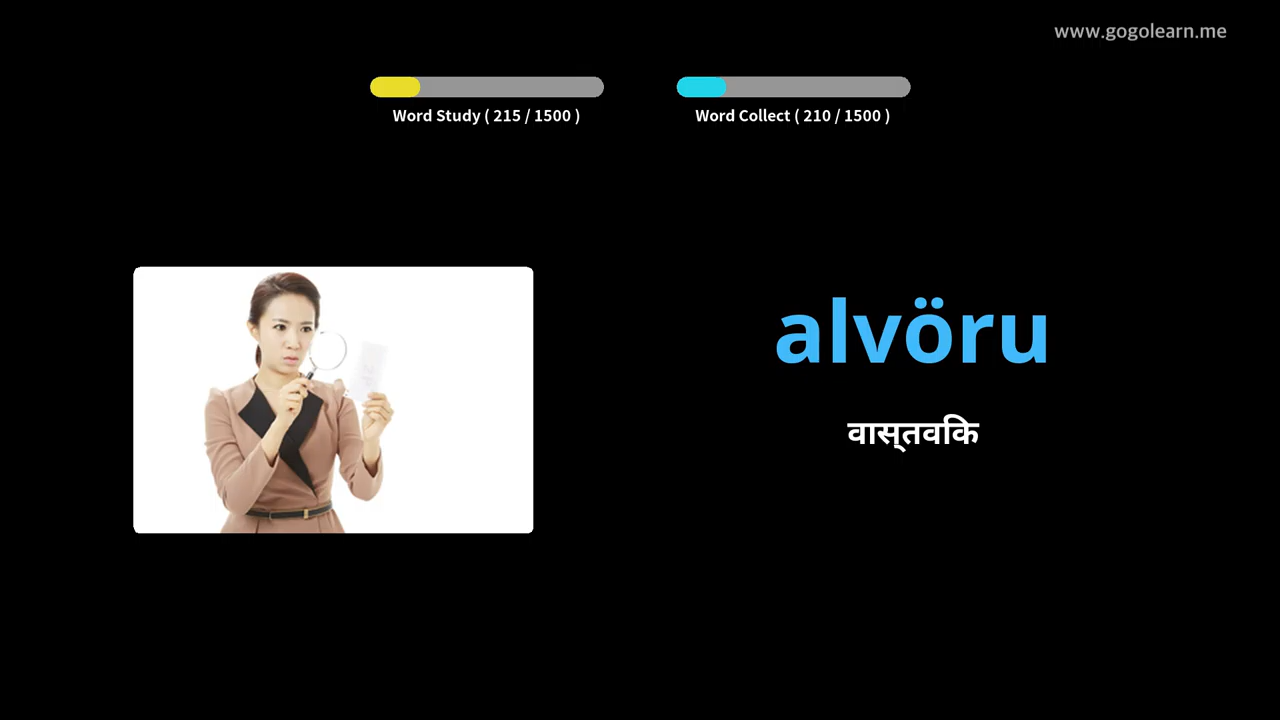 www.gogolearn.me
Word Study ( 215 / 1500 )
Word Collect ( 210 / 1500 )
alvöru
वास्‌तवकि